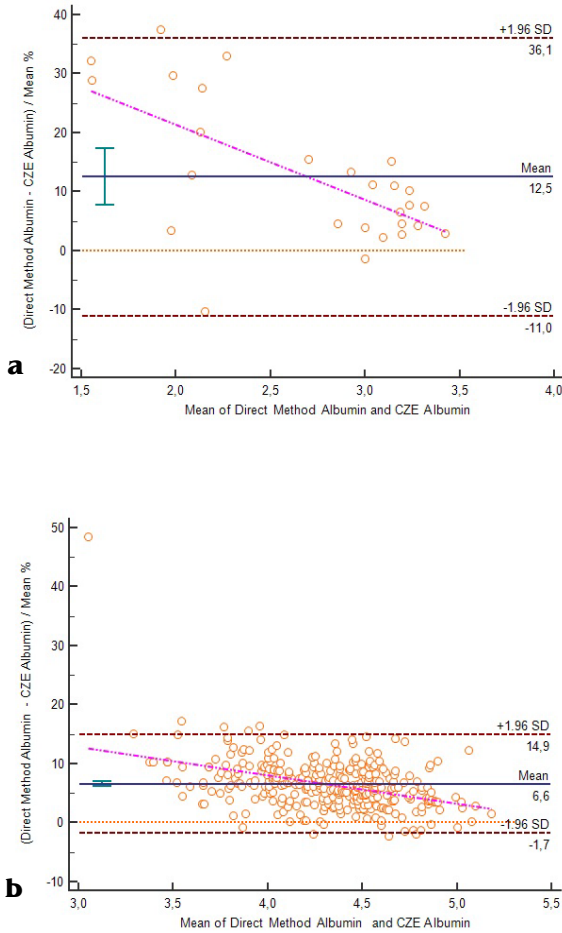 40
+1.96 SD
36,1
30
20
Mean
12,5
10
0
-1.96 SD
-11,0
-10
-20
(Direct Method Albumin - CZE Albumin) / Mean %
a
1,5 2,0 2,5 3,0 3,5 4,0
Mean of Direct Method Albumin and CZE Albumin
50
40
30
20
+1.96 SD
14,9
10
Mean
6,6
0
-1.96 SD
-1,7
-10
(Direct Method Albumin - CZE Albumin) / Mean %
b
3,0 3,5 4,0 4,5 5,0 5,5
Mean of Direct Method Albumin and CZE Albumin